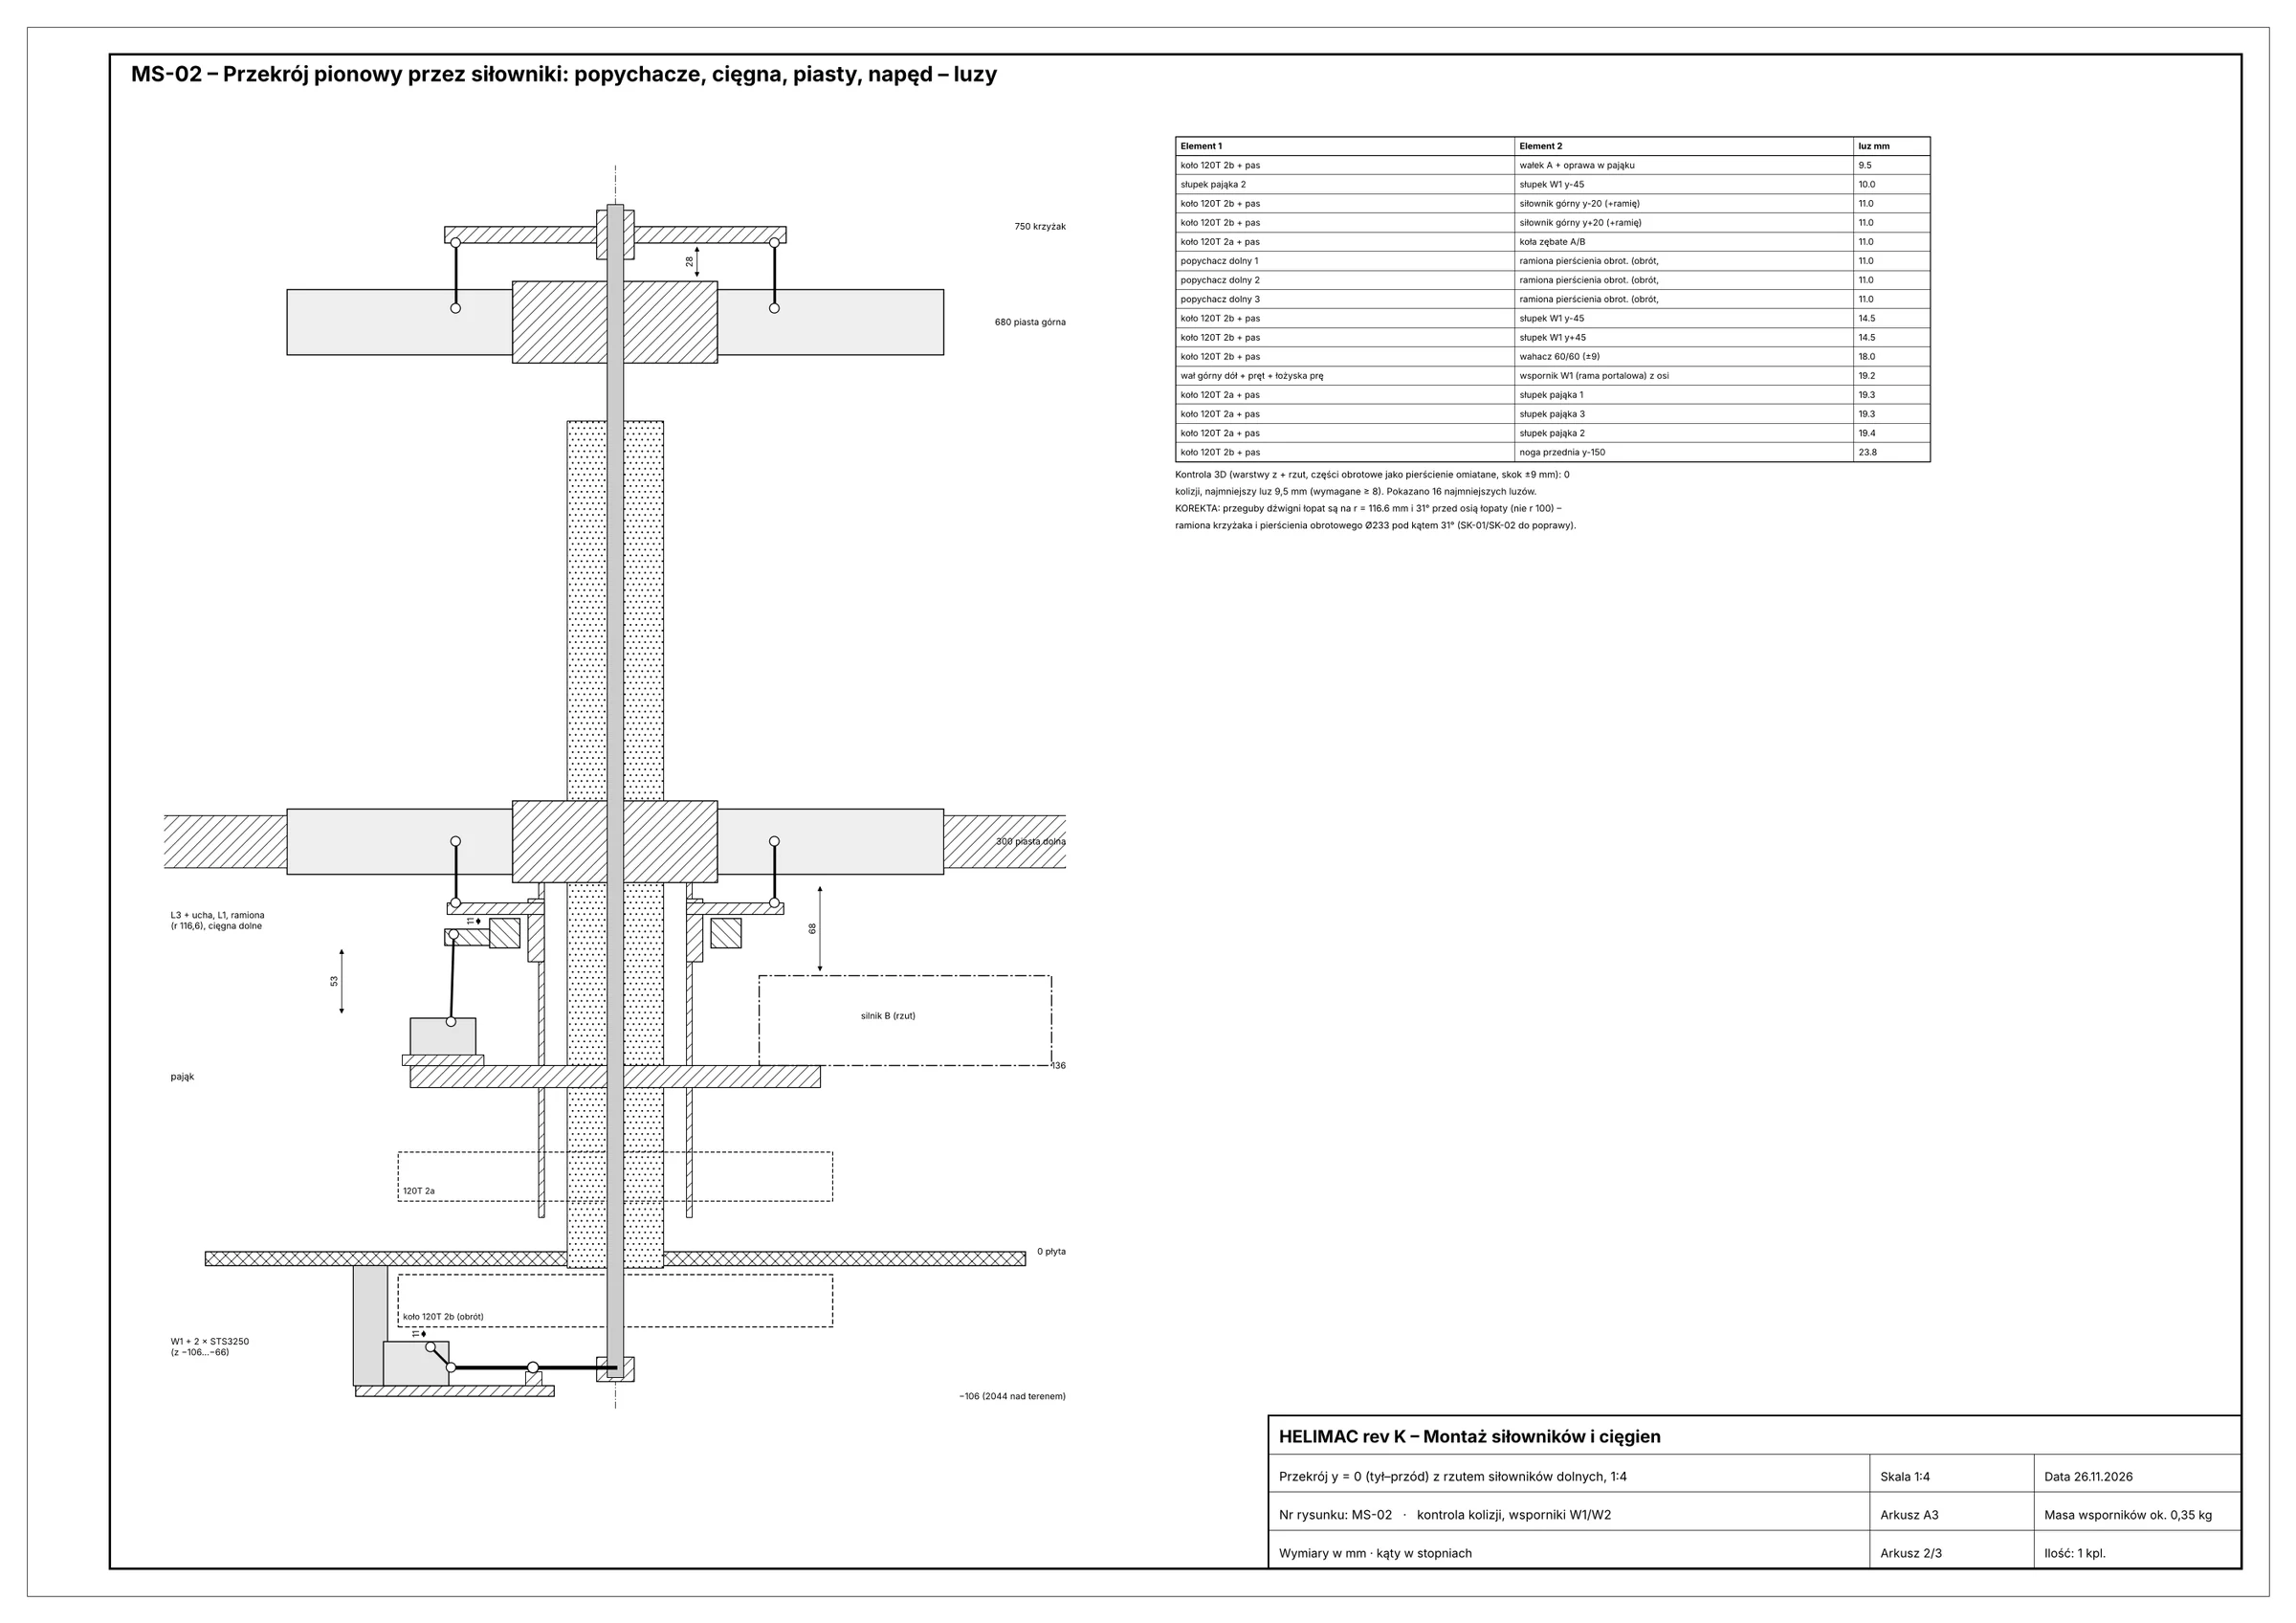 MS-02 – Przekrój pionowy przez siłowniki: popychacze, cięgna, piasty, napęd – luzy
750 krzyżak
28
680 piasta górna
300 piasta dolna
L3 + ucha, L1, ramiona
(r 116,6), cięgna dolne
11
68
53
silnik B (rzut)
136
pająk
120T 2a
0 płyta
koło 120T 2b (obrót)
11
W1 + 2 × STS3250
(z −106…−66)
−106 (2044 nad terenem)
Element 1 Element 2 luz mm
koło 120T 2b + pas wałek A + oprawa w pająku 9.5
słupek pająka 2 słupek W1 y-45 10.0
koło 120T 2b + pas siłownik górny y-20 (+ramię) 11.0
koło 120T 2b + pas siłownik górny y+20 (+ramię) 11.0
koło 120T 2a + pas koła zębate A/B 11.0
popychacz dolny 1 ramiona pierścienia obrot. (obrót, 11.0
popychacz dolny 2 ramiona pierścienia obrot. (obrót, 11.0
popychacz dolny 3 ramiona pierścienia obrot. (obrót, 11.0
koło 120T 2b + pas słupek W1 y-45 14.5
koło 120T 2b + pas słupek W1 y+45 14.5
koło 120T 2b + pas wahacz 60/60 (±9) 18.0
wał górny dół + pręt + łożyska prę wspornik W1 (rama portalowa) z osi 19.2
koło 120T 2a + pas słupek pająka 1 19.3
koło 120T 2a + pas słupek pająka 3 19.3
koło 120T 2a + pas słupek pająka 2 19.4
koło 120T 2b + pas noga przednia y-150 23.8
Kontrola 3D (warstwy z + rzut, części obrotowe jako pierścienie omiatane, skok ±9 mm): 0
kolizji, najmniejszy luz 9,5 mm (wymagane ≥ 8). Pokazano 16 najmniejszych luzów.
KOREKTA: przeguby dźwigni łopat są na r = 116.6 mm i 31° przed osią łopaty (nie r 100) –
ramiona krzyżaka i pierścienia obrotowego Ø233 pod kątem 31° (SK-01/SK-02 do poprawy).
HELIMAC rev K – Montaż siłowników i cięgien
Przekrój y = 0 (tył–przód) z rzutem siłowników dolnych, 1:4 Skala 1:4 Data 26.11.2026
Nr rysunku: MS-02 · kontrola kolizji, wsporniki W1/W2 Arkusz A3 Masa wsporników ok. 0,35 kg
Wymiary w mm · kąty w stopniach Arkusz 2/3 Ilość: 1 kpl.